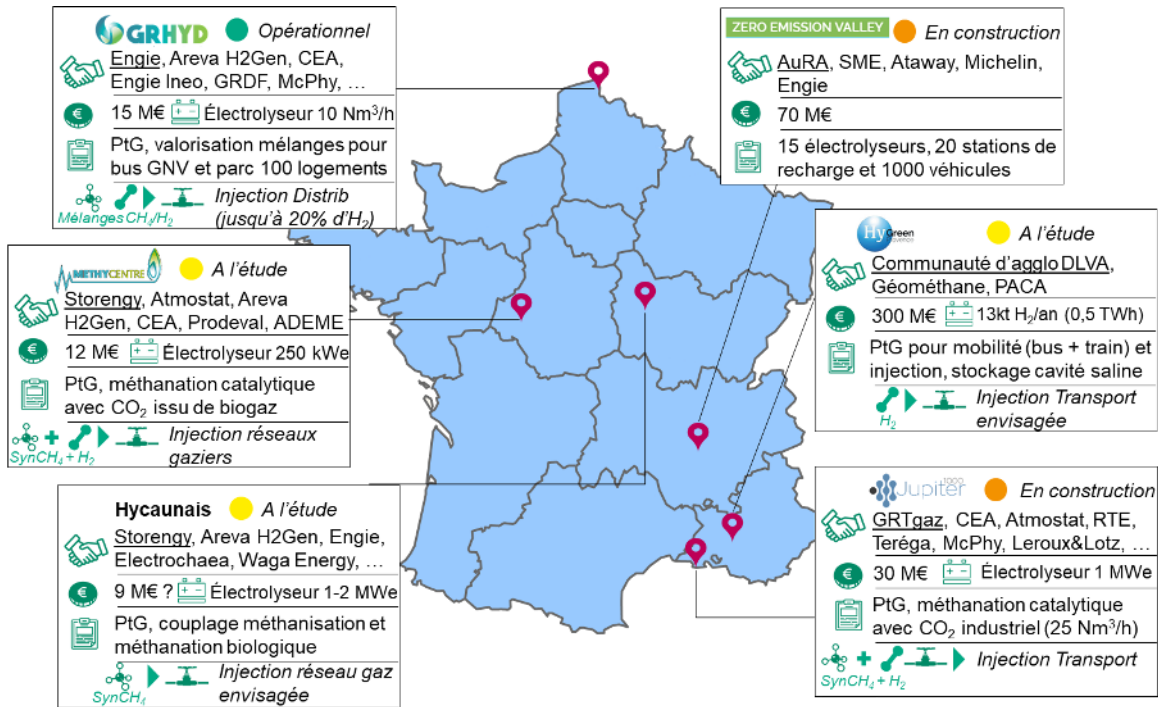 GRHYD Opérationnel
Engie, Areva H2Gen, CEA,
Engie Ineo, GRDF, McPhy, ...
€ 15 M€ Électrolyseur 10 Nm³/h
PtG, valorisation mélanges pour
bus GNV et parc 100 logements
Injection Distrib
Mélanges CH₄/H₂ (jusqu'à 20% d'H₂)
METHYCENTRE A l'étude
Storengy, Atmostat, Areva
H2Gen, CEA, Prodeval, ADEME
€ 12 M€ Électrolyseur 250 kWe
PtG, méthanation catalytique
avec CO₂ issu de biogaz
+ Injection réseaux
SynCH₄ + H₂ gaziers
Hycaunais A l'étude
Storengy, Areva H2Gen, Engie,
Electrochaea, Waga Energy, ...
€ 9 M€ ? Électrolyseur 1-2 MWe
PtG, couplage méthanisation et
méthanation biologique
Injection réseau gaz
SynCH₄ envisagée
ZERO EMISSION VALLEY En construction
AuRA, SME, Ataway, Michelin,
Engie
€ 70 M€
15 électrolyseurs, 20 stations de
recharge et 1000 véhicules
HyGreen A l'étude
Communauté d'agglo DLVA,
Géométhane, PACA
€ 300 M€ 13kt H₂/an (0,5 TWh)
PtG pour mobilité (bus + train) et
injection, stockage cavité saline
Injection Transport
H₂ envisagée
Jupiter 1000 En construction
GRTgaz, CEA, Atmostat, RTE,
Teréga, McPhy, Leroux&Lotz, ...
€ 30 M€ Électrolyseur 1 MWe
PtG, méthanation catalytique
avec CO₂ industriel (25 Nm³/h)
+ Injection Transport
SynCH₄ + H₂